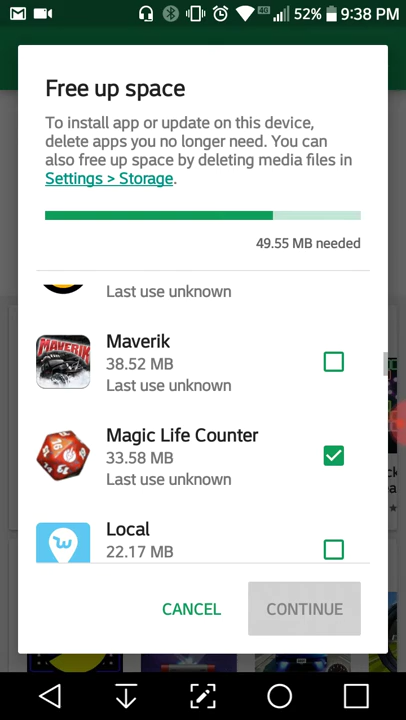 4G 52% 9:38 PM
Free up space
To install app or update on this device,
delete apps you no longer need. You can
also free up space by deleting media files in
Settings > Storage.
49.55 MB needed
Last use unknown
MAVERIK
Maverik
38.52 MB
Last use unknown
Magic Life Counter
33.58 MB
Last use unknown
Local
22.17 MB
CANCEL CONTINUE